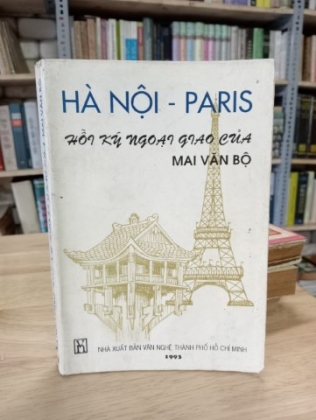 HÀ NỘI - PARIS
HỒI KÝ NGOẠI GIAO CỦA
MAI VĂN BỘ
NHÀ XUẤT BẢN VĂN NGHỆ THÀNH PHỐ HỒ CHÍ MINH
1993